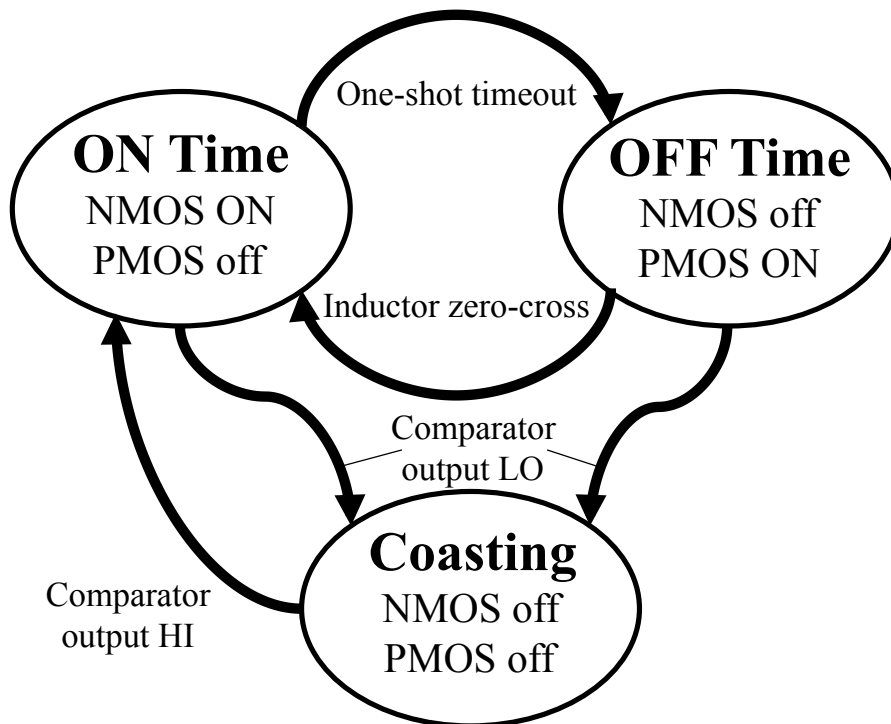 One-shot timeout
ON Time
NMOS ON
PMOS off
OFF Time
NMOS off
PMOS ON
Inductor zero-cross
Comparator
output LO
Coasting
NMOS off
PMOS off
Comparator
output HI